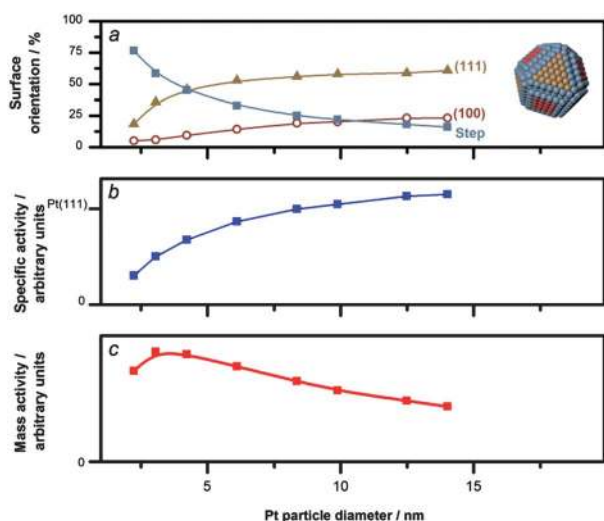 100
75
50
25
0
Surface
orientation / %
a
(111)
(100)
Step
Pt(111)
0
Specific activity /
arbitrary units
b
0
Mass activity /
arbitrary units
c
5
10
15
Pt particle diameter / nm